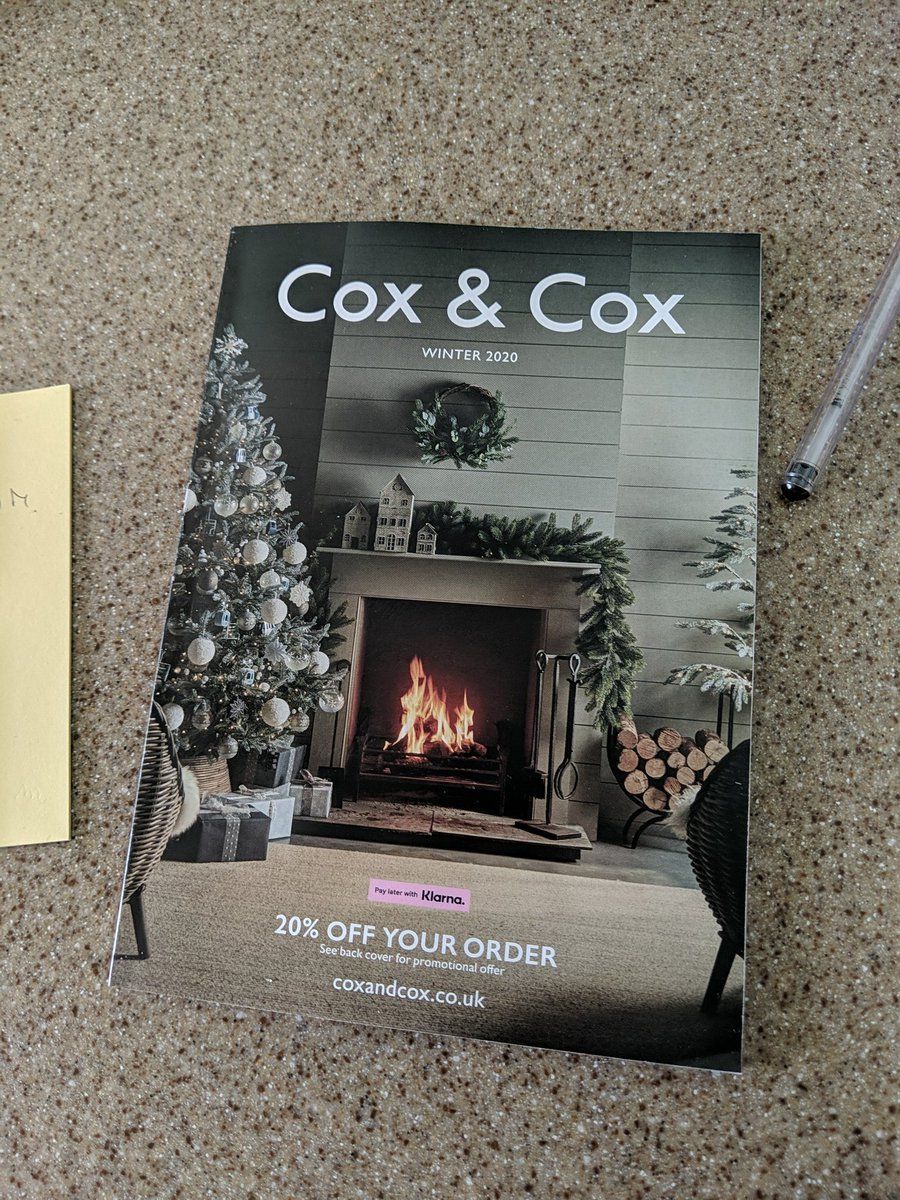 Cox & Cox
WINTER 2020
Pay later with Klarna.
20% OFF YOUR ORDER
See back cover for promotional offer
coxandcox.co.uk